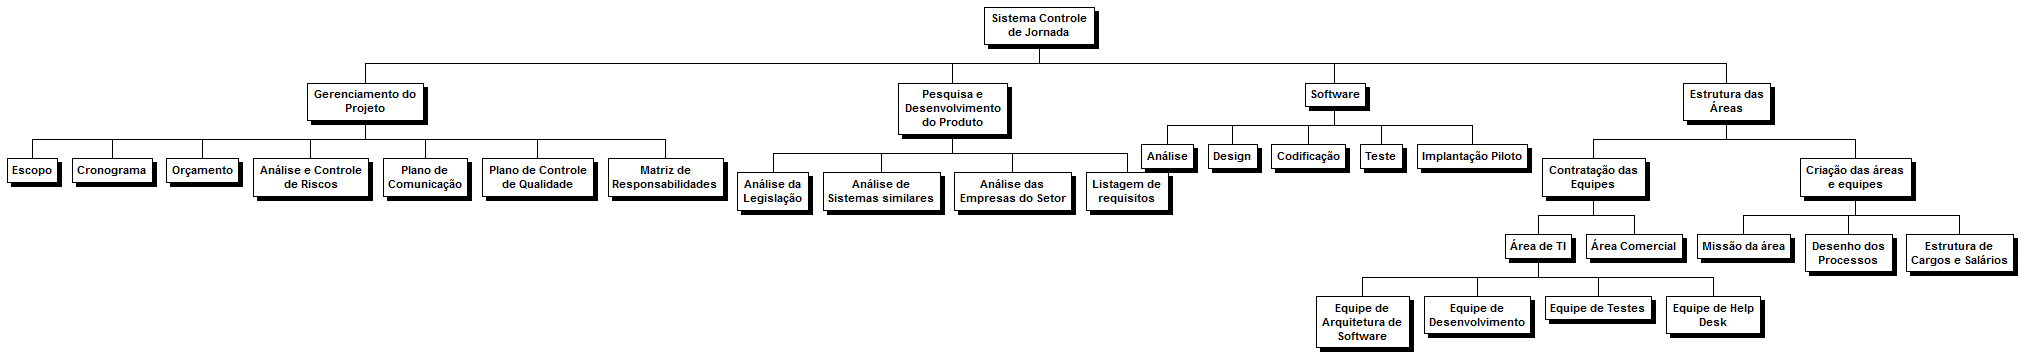 Sistema Controle
de Jornada
Gerenciamento do
Projeto
Pesquisa e
Desenvolvimento
do Produto
Software
Estrutura das
Áreas
Escopo
Cronograma
Orçamento
Análise e Controle
de Riscos
Plano de
Comunicação
Plano de Controle
de Qualidade
Matriz de
Responsabilidades
Análise da
Legislação
Análise de
Sistemas similares
Análise das
Empresas do Setor
Listagem de
requisitos
Análise
Design
Codificação
Teste
Implantação Piloto
Contratação das
Equipes
Criação das áreas
e equipes
Área de TI
Área Comercial
Missão da área
Desenho dos
Processos
Estrutura de
Cargos e Salários
Equipe de
Arquitetura de
Software
Equipe de
Desenvolvimento
Equipe de Testes
Equipe de Help
Desk